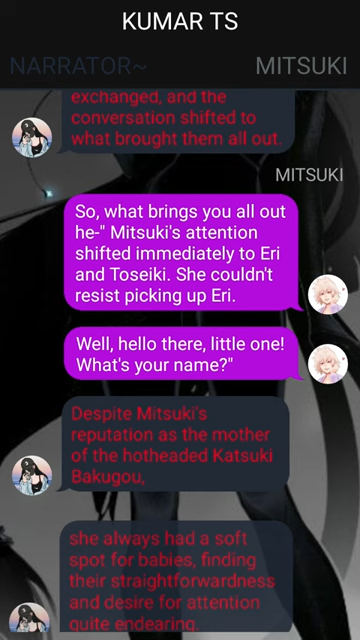 KUMAR TS
NARRATOR~
MITSUKI
exchanged, and the
conversation shifted to
what brought them all out.
MITSUKI
So, what brings you all out
he-" Mitsuki's attention
shifted immediately to Eri
and Toseiki. She couldn't
resist picking up Eri.
Well, hello there, little one!
What's your name?"
Despite Mitsuki's
reputation as the mother
of the hotheaded Katsuki
Bakugou,
she always had a soft
spot for babies, finding
their straightforwardness
and desire for attention
quite endearing.